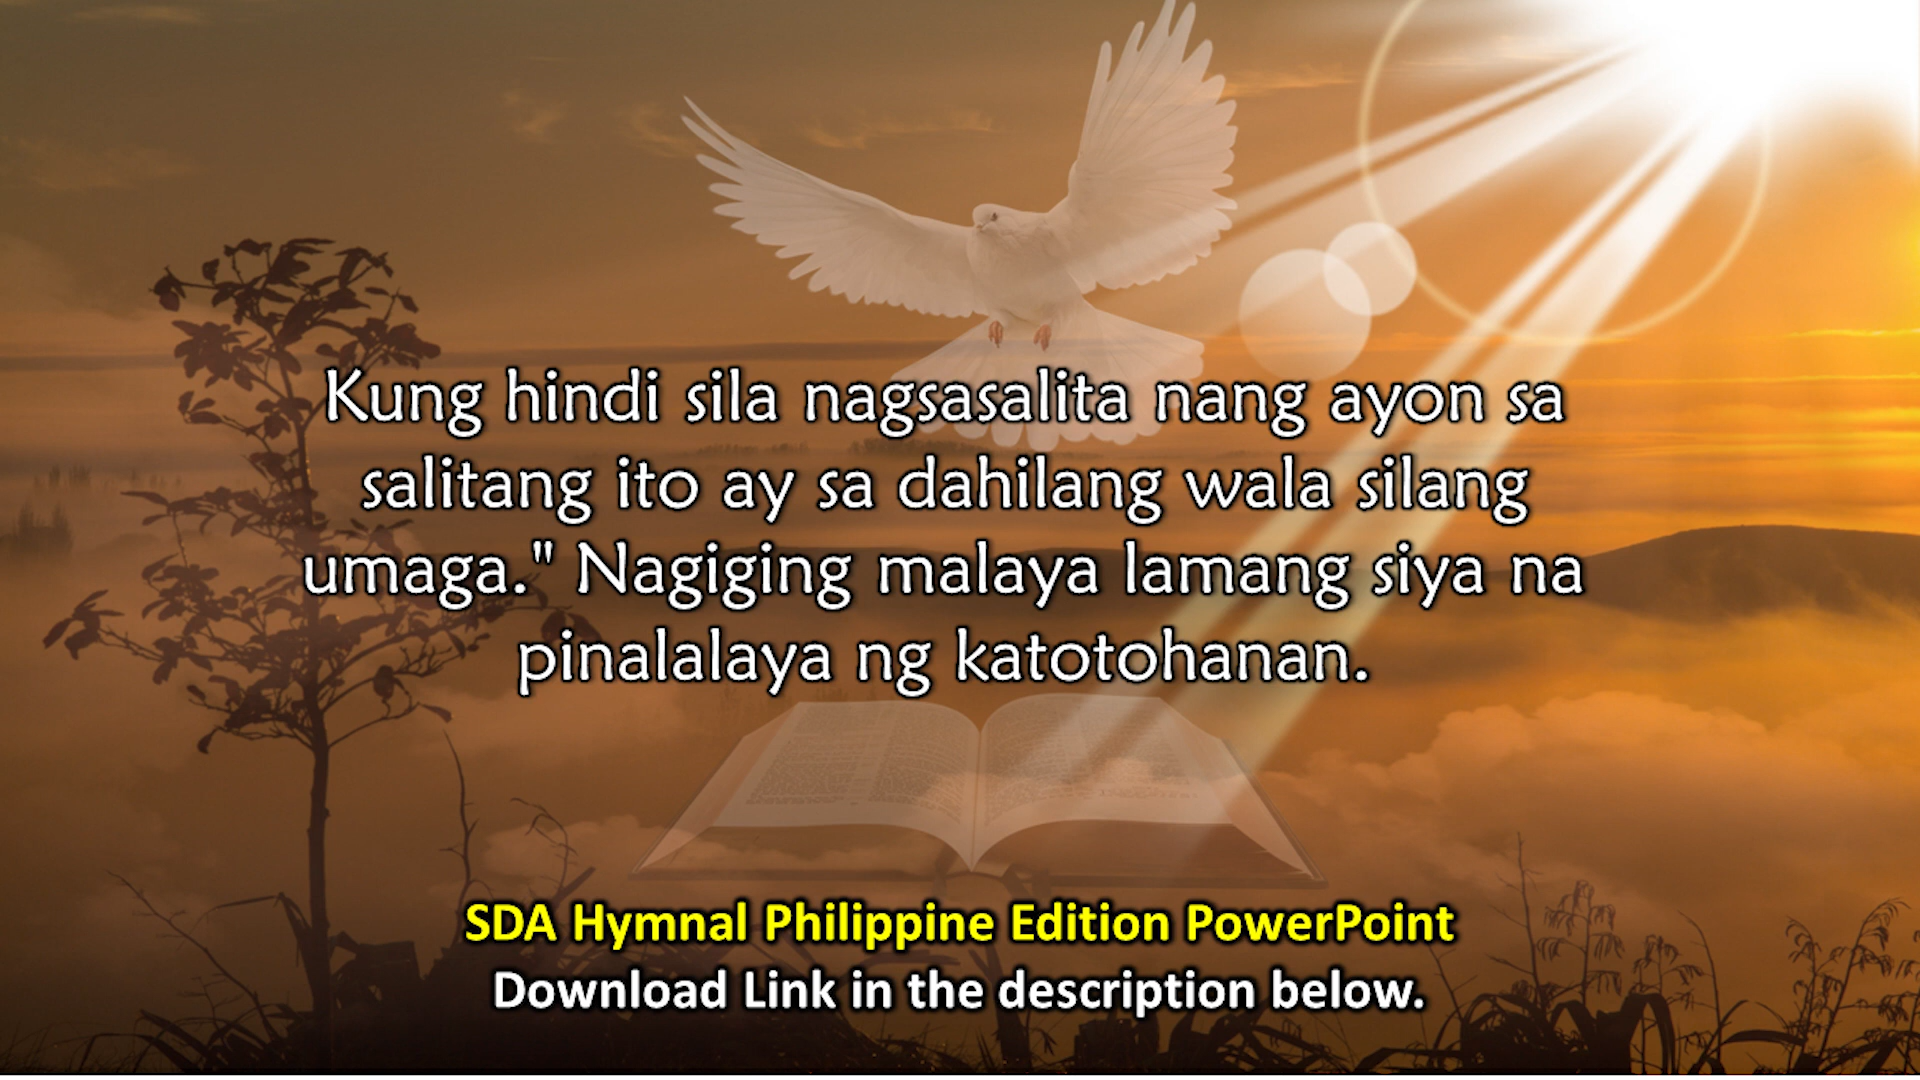 Kung hindi sila nagsasalita nang ayon sa
salitang ito ay sa dahilang wala silang
umaga." Nagiging malaya lamang siya na
pinalalaya ng katotohanan.
SDA Hymnal Philippine Edition PowerPoint
Download Link in the description below.